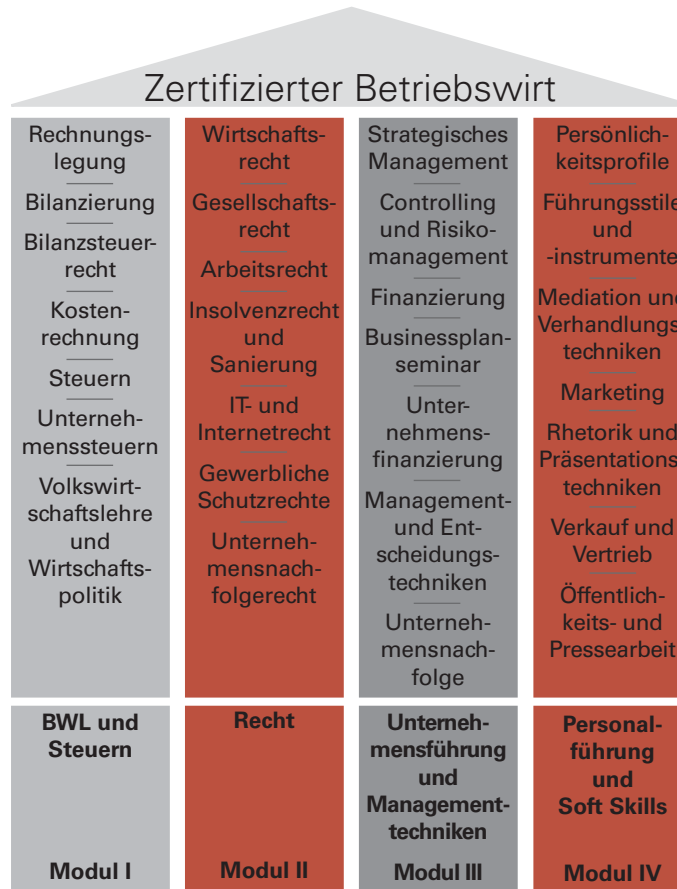 Zertifizierter Betriebswirt
Rechnungs-
legung
Bilanzierung
Bilanzsteuer-
recht
Kosten-
rechnung
Steuern
Unterneh-
menssteuern
Volkswirt-
schaftslehre
und
Wirtschafts-
politik
BWL und
Steuern
Modul I
Wirtschafts-
recht
Gesellschafts-
recht
Arbeitsrecht
Insolvenzrecht
und
Sanierung
IT- und
Internetrecht
Gewerbliche
Schutzrechte
Unterneh-
mensnach-
folgerecht
Recht
Modul II
Strategisches
Management
Controlling
und Risiko-
management
Finanzierung
Businessplan-
seminar
Unter-
nehmens-
finanzierung
Management-
und Ent-
scheidungs-
techniken
Unterneh-
mensnach-
folge
Unterneh-
mensführung
und
Management-
techniken
Modul III
Persönlich-
keitsprofile
Führungsstile
und
-instrumente
Mediation und
Verhandlungs-
techniken
Marketing
Rhetorik und
Präsentations-
techniken
Verkauf und
Vertrieb
Öffentlich-
keits- und
Pressearbeit
Personal-
führung
und
Soft Skills
Modul IV